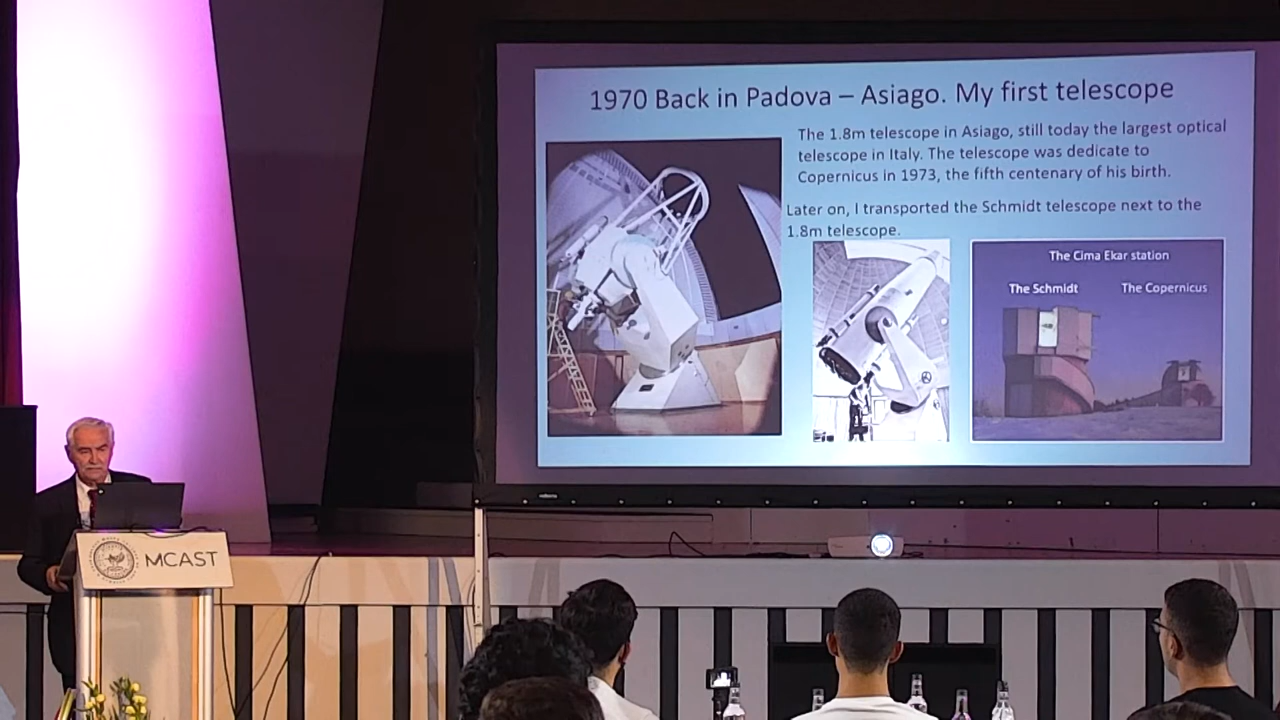 1970 Back in Padova – Asiago. My first telescope
The 1.8m telescope in Asiago, still today the largest optical
telescope in Italy. The telescope was dedicate to
Copernicus in 1973, the fifth centenary of his birth.
Later on, I transported the Schmidt telescope next to the
1.8m telescope.
The Cima Ekar station
The Schmidt The Copernicus
MCAST